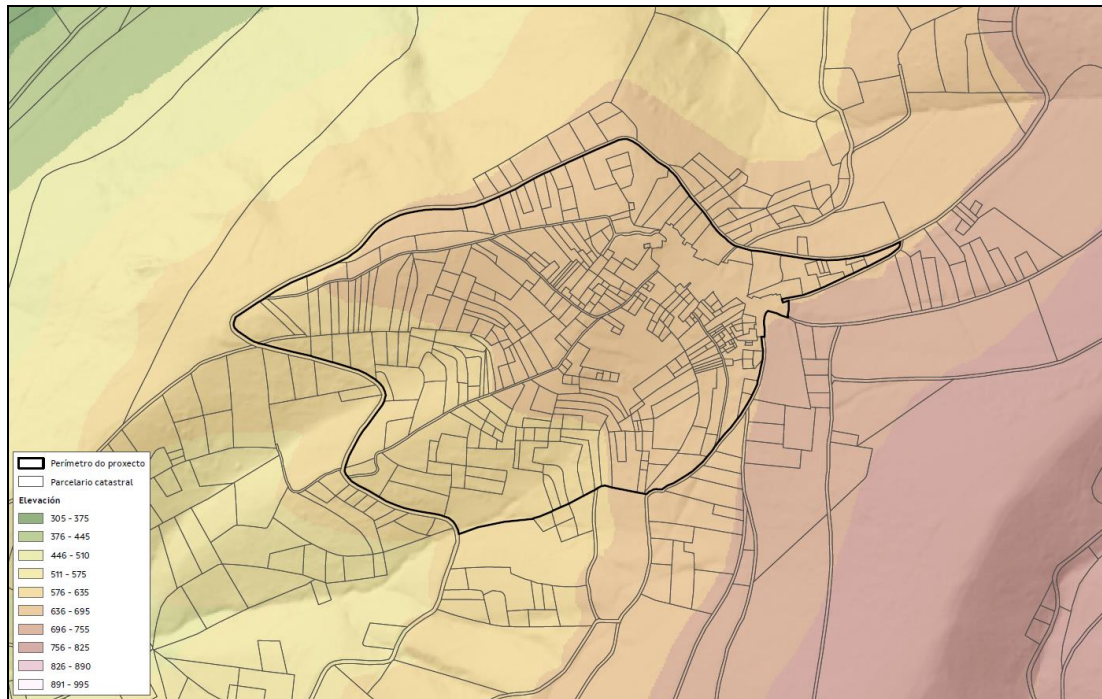 Perímetro do proxecto
Parcelario catastral
Elevación
305 - 375
376 - 445
446 - 510
511 - 575
576 - 635
636 - 695
696 - 755
756 - 825
826 - 890
891 - 995